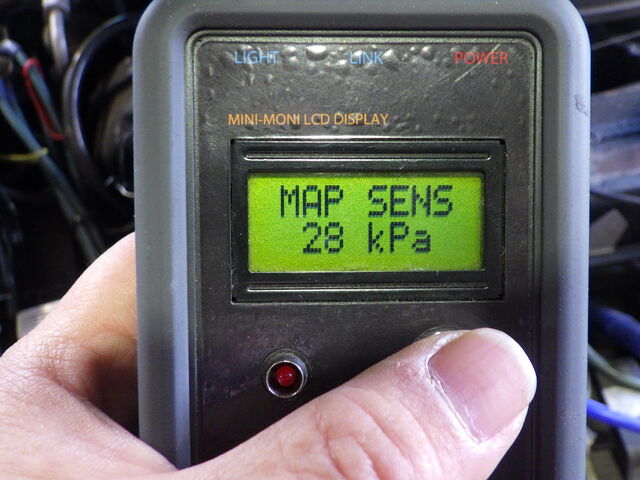 LIGHT LINK POWER
MINI-MONI LCD DISPLAY
MAP SENS
28 kPa